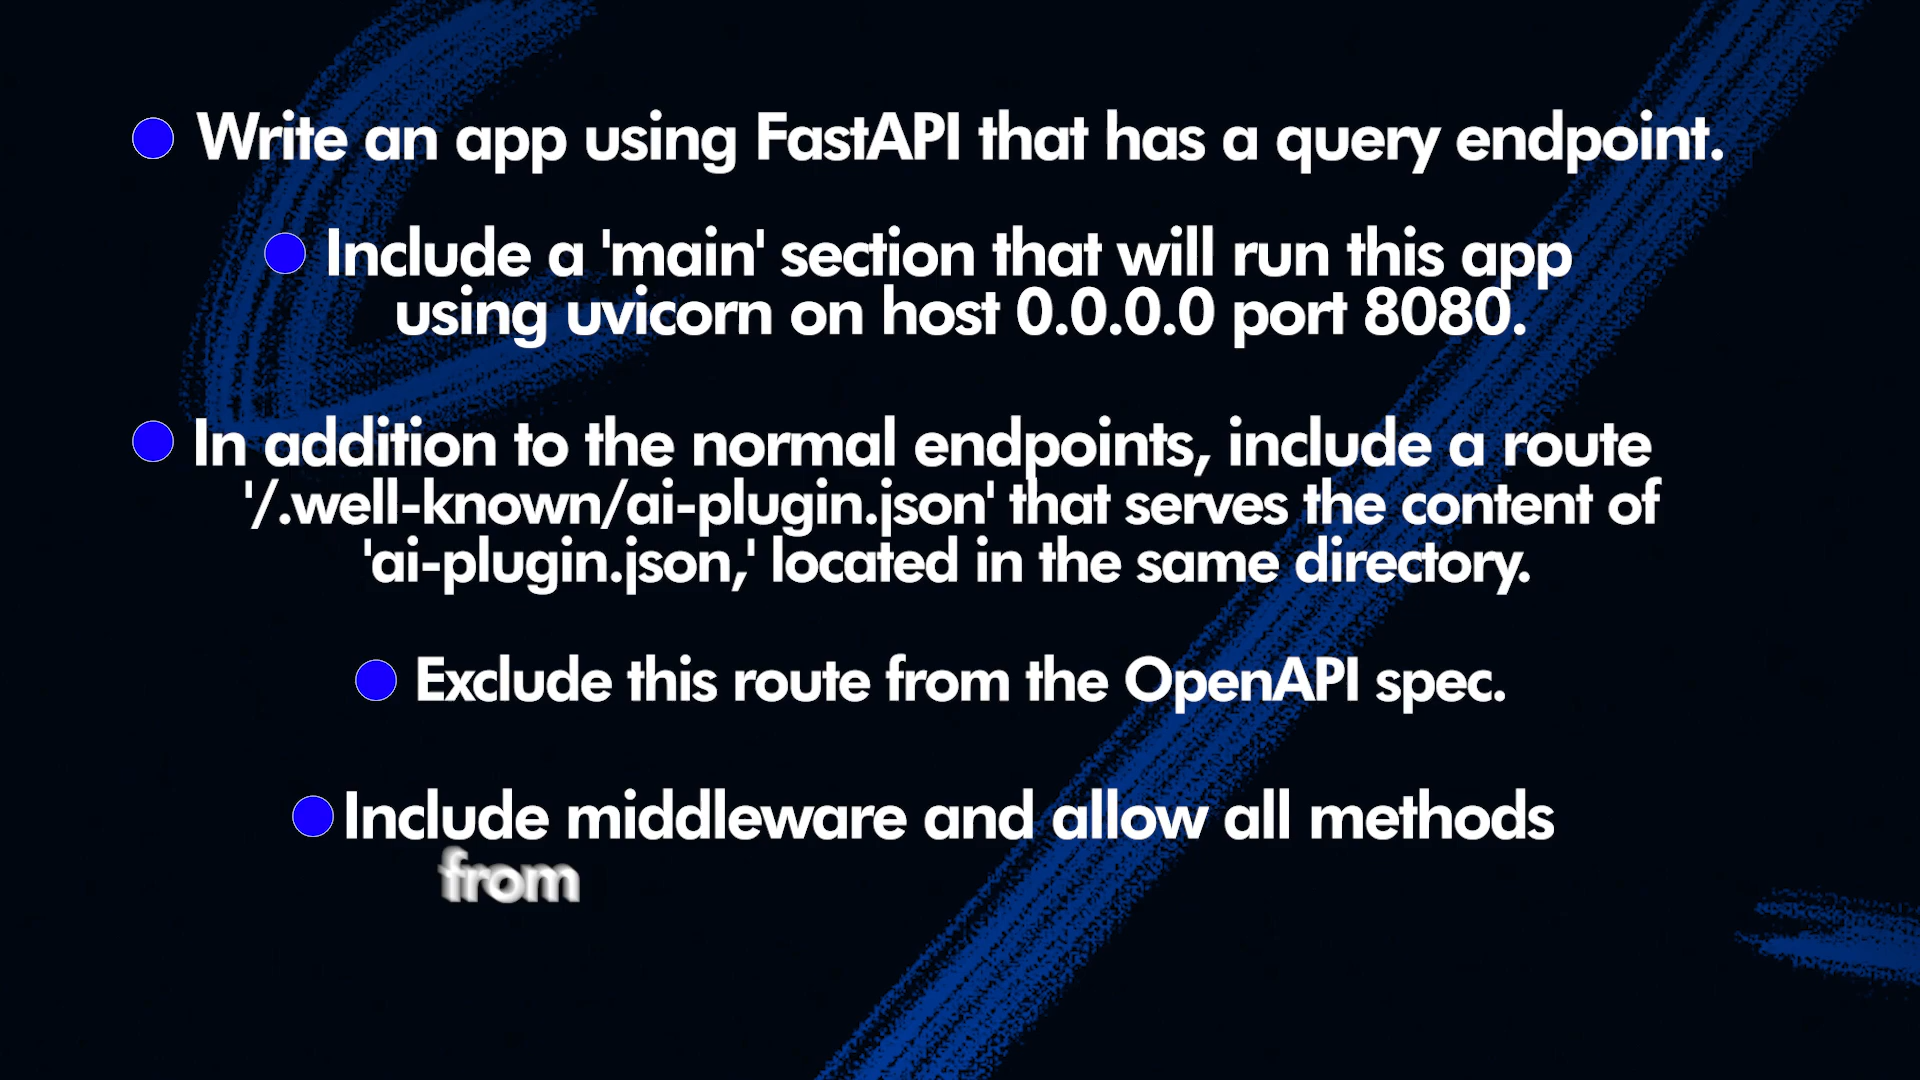 Write an app using FastAPI that has a query endpoint.
Include a 'main' section that will run this app
using uvicorn on host 0.0.0.0 port 8080.
In addition to the normal endpoints, include a route
'/.well-known/ai-plugin.json' that serves the content of
'ai-plugin.json,' located in the same directory.
Exclude this route from the OpenAPI spec.
Include middleware and allow all methods
from